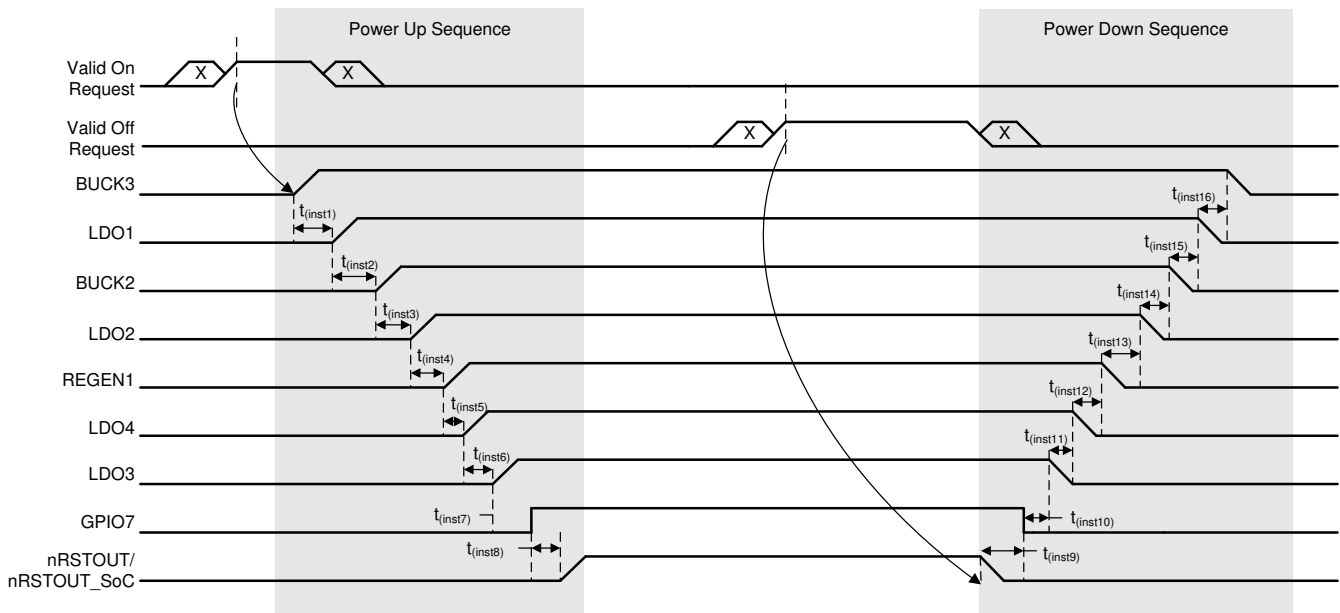 Power Up Sequence
Power Down Sequence
Valid On
Request
X
X
Valid Off
Request
X
X
BUCK3
t(inst1)
t(inst16)
LDO1
t(inst2)
t(inst15)
BUCK2
t(inst3)
t(inst14)
LDO2
t(inst4)
t(inst13)
REGEN1
t(inst5)
t(inst12)
LDO4
t(inst6)
t(inst11)
LDO3
t(inst7)
t(inst10)
GPIO7
t(inst8)
t(inst9)
nRSTOUT/
nRSTOUT_SoC